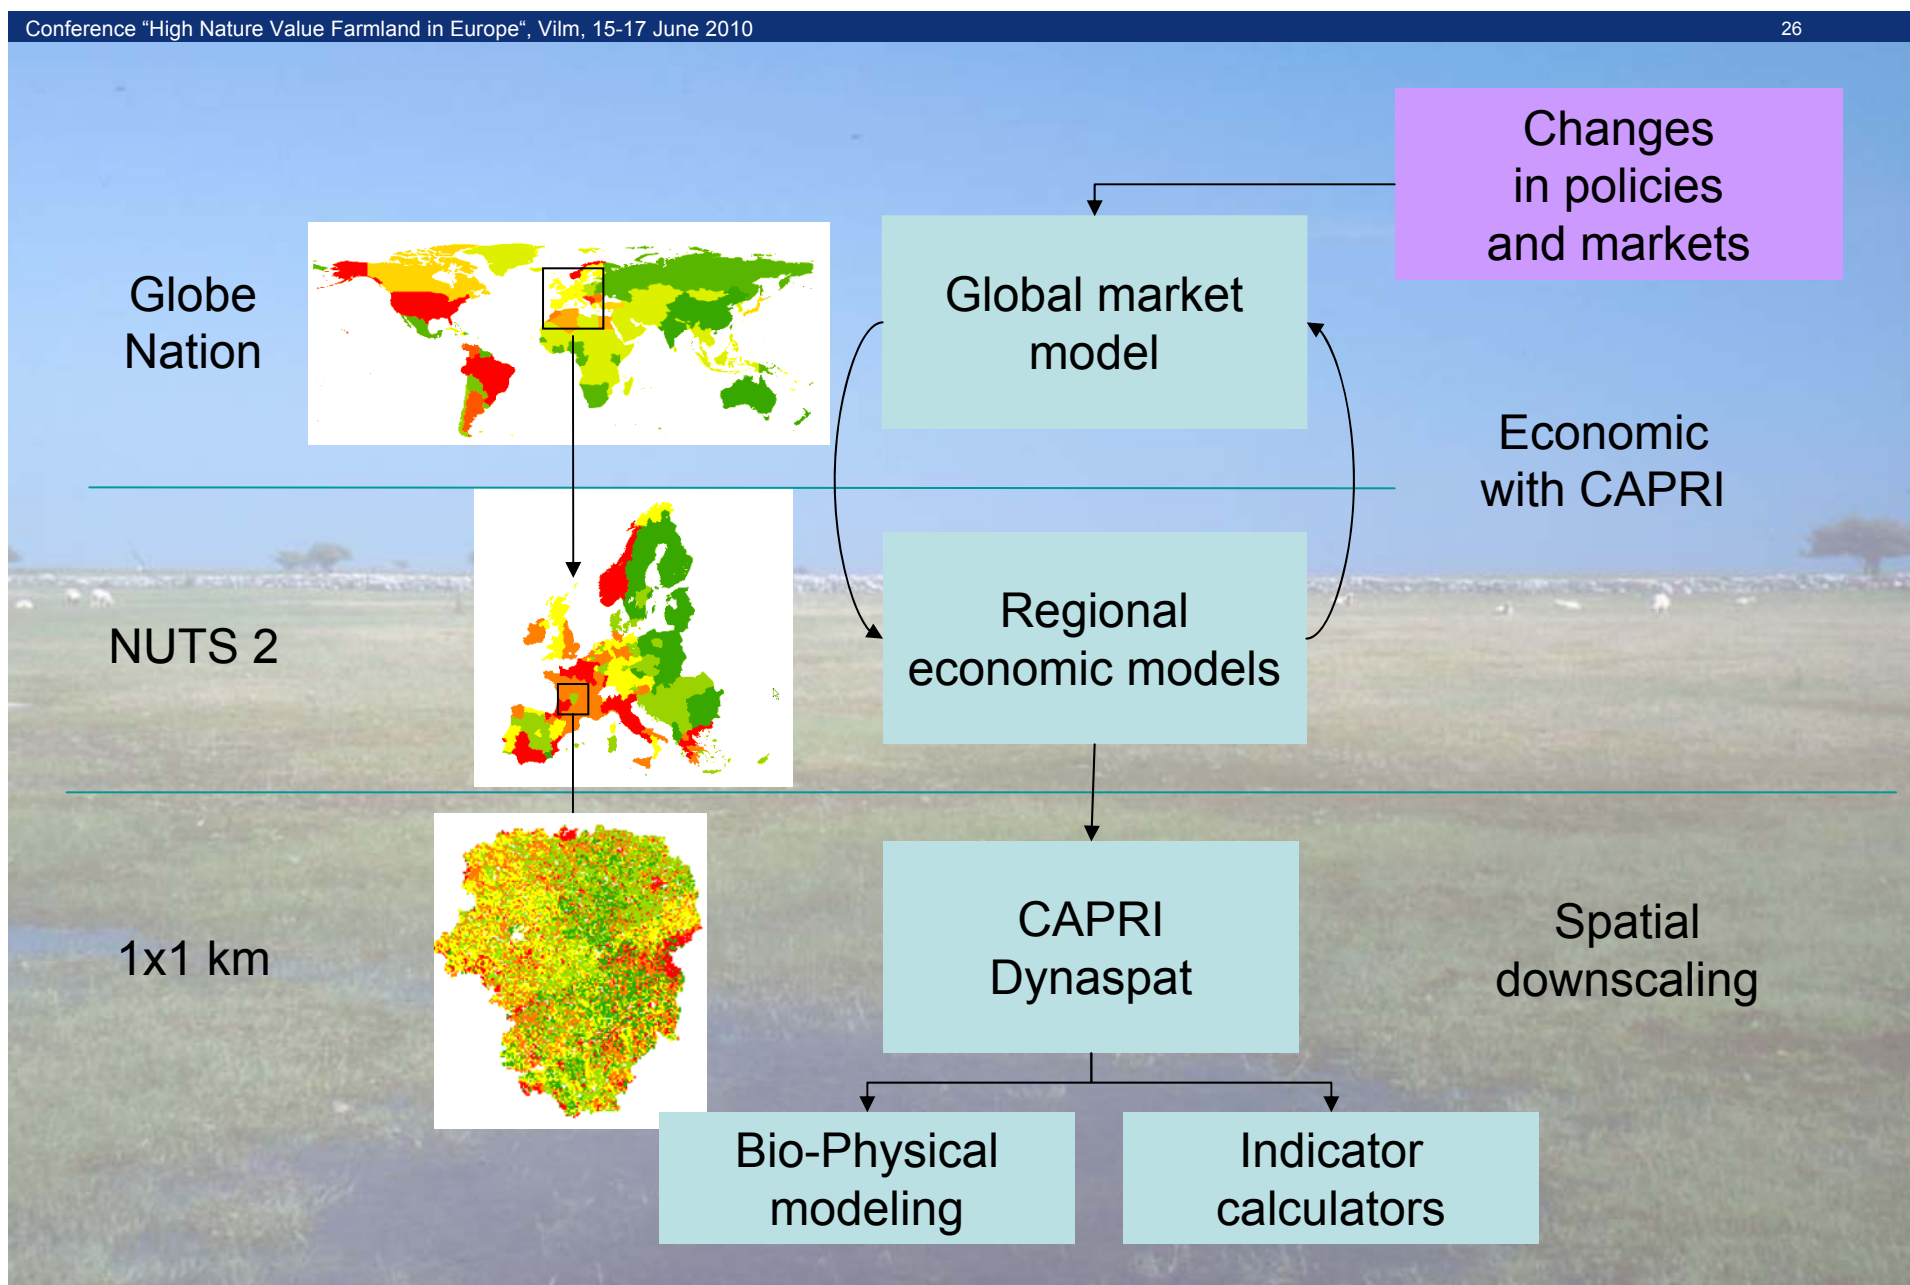 Conference “High Nature Value Farmland in Europe“, Vilm, 15-17 June 2010
26
Changes
in policies
and markets
Globe
Nation
Global market
model
Economic
with CAPRI
NUTS 2
Regional
economic models
1x1 km
CAPRI
Dynaspat
Spatial
downscaling
Bio-Physical
modeling
Indicator
calculators